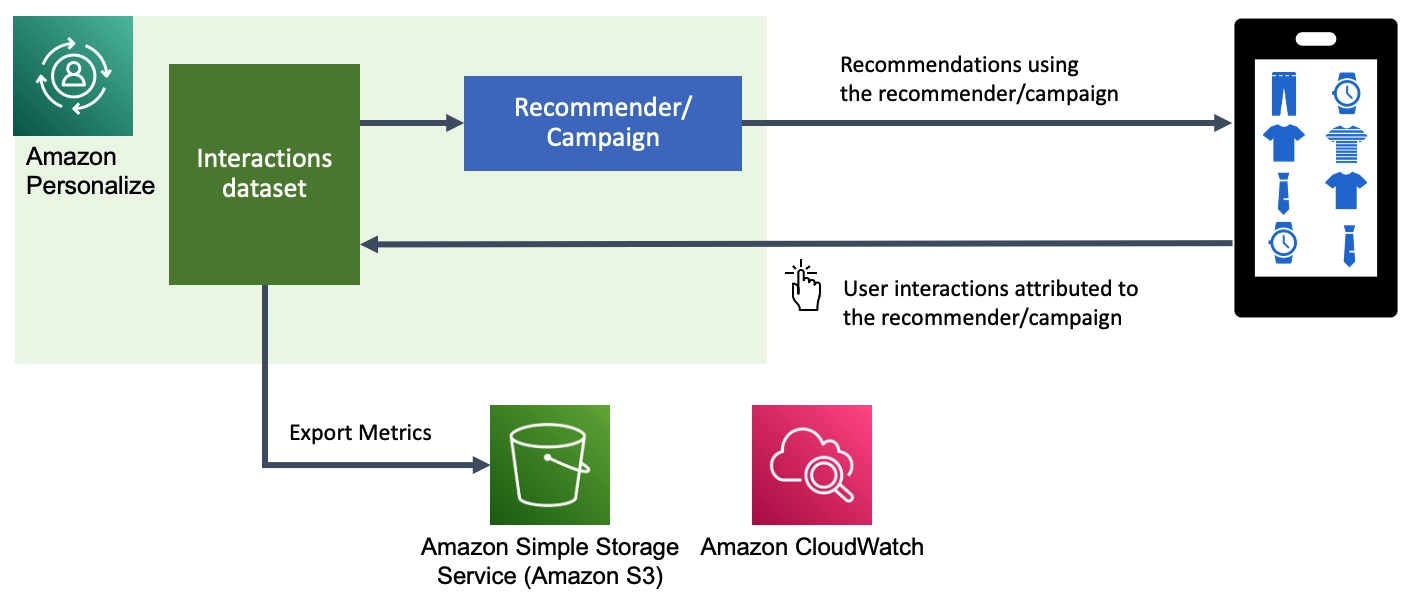 Amazon
Personalize
Interactions
dataset
Recommender/
Campaign
Recommendations using
the recommender/campaign
User interactions attributed to
the recommender/campaign
Export Metrics
Amazon Simple Storage
Service (Amazon S3)
Amazon CloudWatch